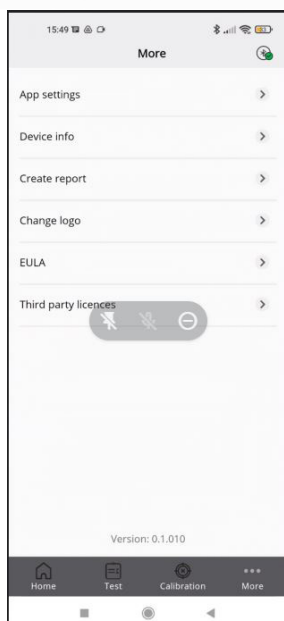 15:49
More
App settings
Device info
Create report
Change logo
EULA
Third party licences
Version: 0.1.010
Home Test Calibration More